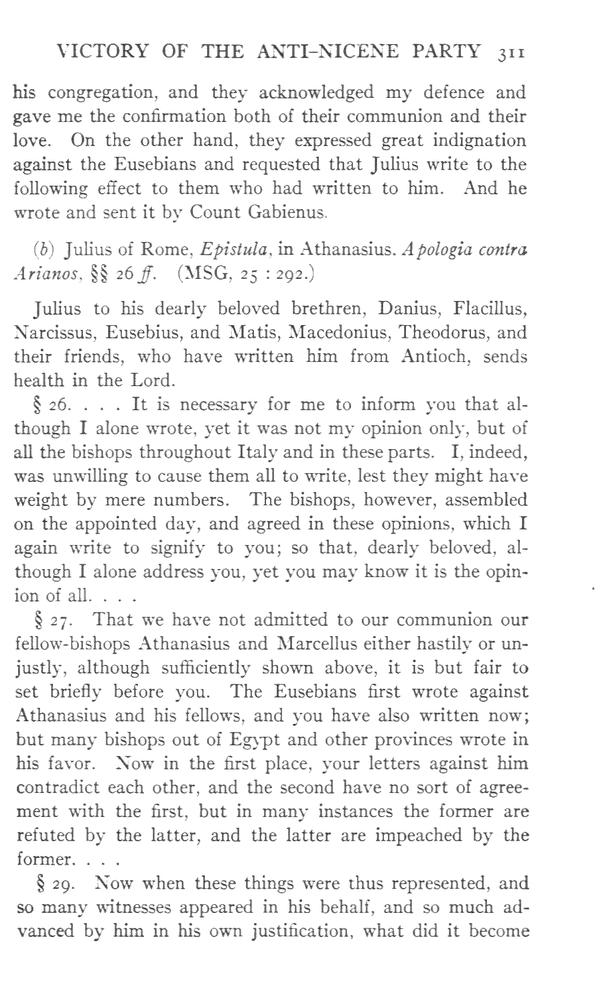 VICTORY OF THE ANTI-NICENE PARTY 311
his congregation, and they acknowledged my defence and
gave me the confirmation both of their communion and their
love. On the other hand, they expressed great indignation
against the Eusebians and requested that Julius write to the
following effect to them who had written to him. And he
wrote and sent it by Count Gabienus.
(b) Julius of Rome, Epistula, in Athanasius. Apologia contra
Arianos, §§ 26 ff. (MSG, 25 : 292.)
Julius to his dearly beloved brethren, Danius, Flacillus,
Narcissus, Eusebius, and Matis, Macedonius, Theodorus, and
their friends, who have written him from Antioch, sends
health in the Lord.
§ 26. . . . It is necessary for me to inform you that al-
though I alone wrote, yet it was not my opinion only, but of
all the bishops throughout Italy and in these parts. I, indeed,
was unwilling to cause them all to write, lest they might have
weight by mere numbers. The bishops, however, assembled
on the appointed day, and agreed in these opinions, which I
again write to signify to you; so that, dearly beloved, al-
though I alone address you, yet you may know it is the opin-
ion of all. . . .
§ 27. That we have not admitted to our communion our
fellow-bishops Athanasius and Marcellus either hastily or un-
justly, although sufficiently shown above, it is but fair to
set briefly before you. The Eusebians first wrote against
Athanasius and his fellows, and you have also written now;
but many bishops out of Egypt and other provinces wrote in
his favor. Now in the first place, your letters against him
contradict each other, and the second have no sort of agree-
ment with the first, but in many instances the former are
refuted by the latter, and the latter are impeached by the
former. . . .
§ 29. Now when these things were thus represented, and
so many witnesses appeared in his behalf, and so much ad-
vanced by him in his own justification, what did it become